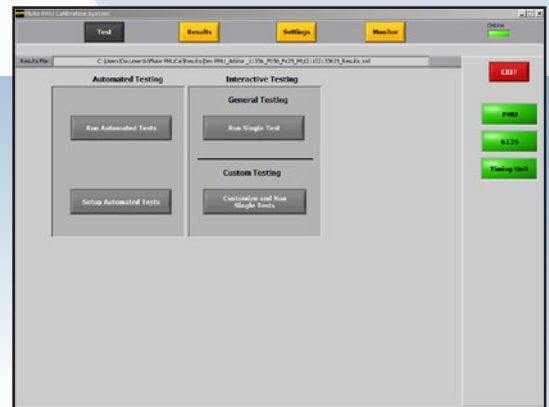 Fluke PMU Calibration System
Test
Results
Settings
Monitor
Online
Results File:
EXIT
Automated Testing
Interactive Testing
General Testing
Run Automated Tests
Run Single Test
Custom Testing
Setup Automated Tests
Customize and Run
Single Tests
PMU
6135
Timing Unit